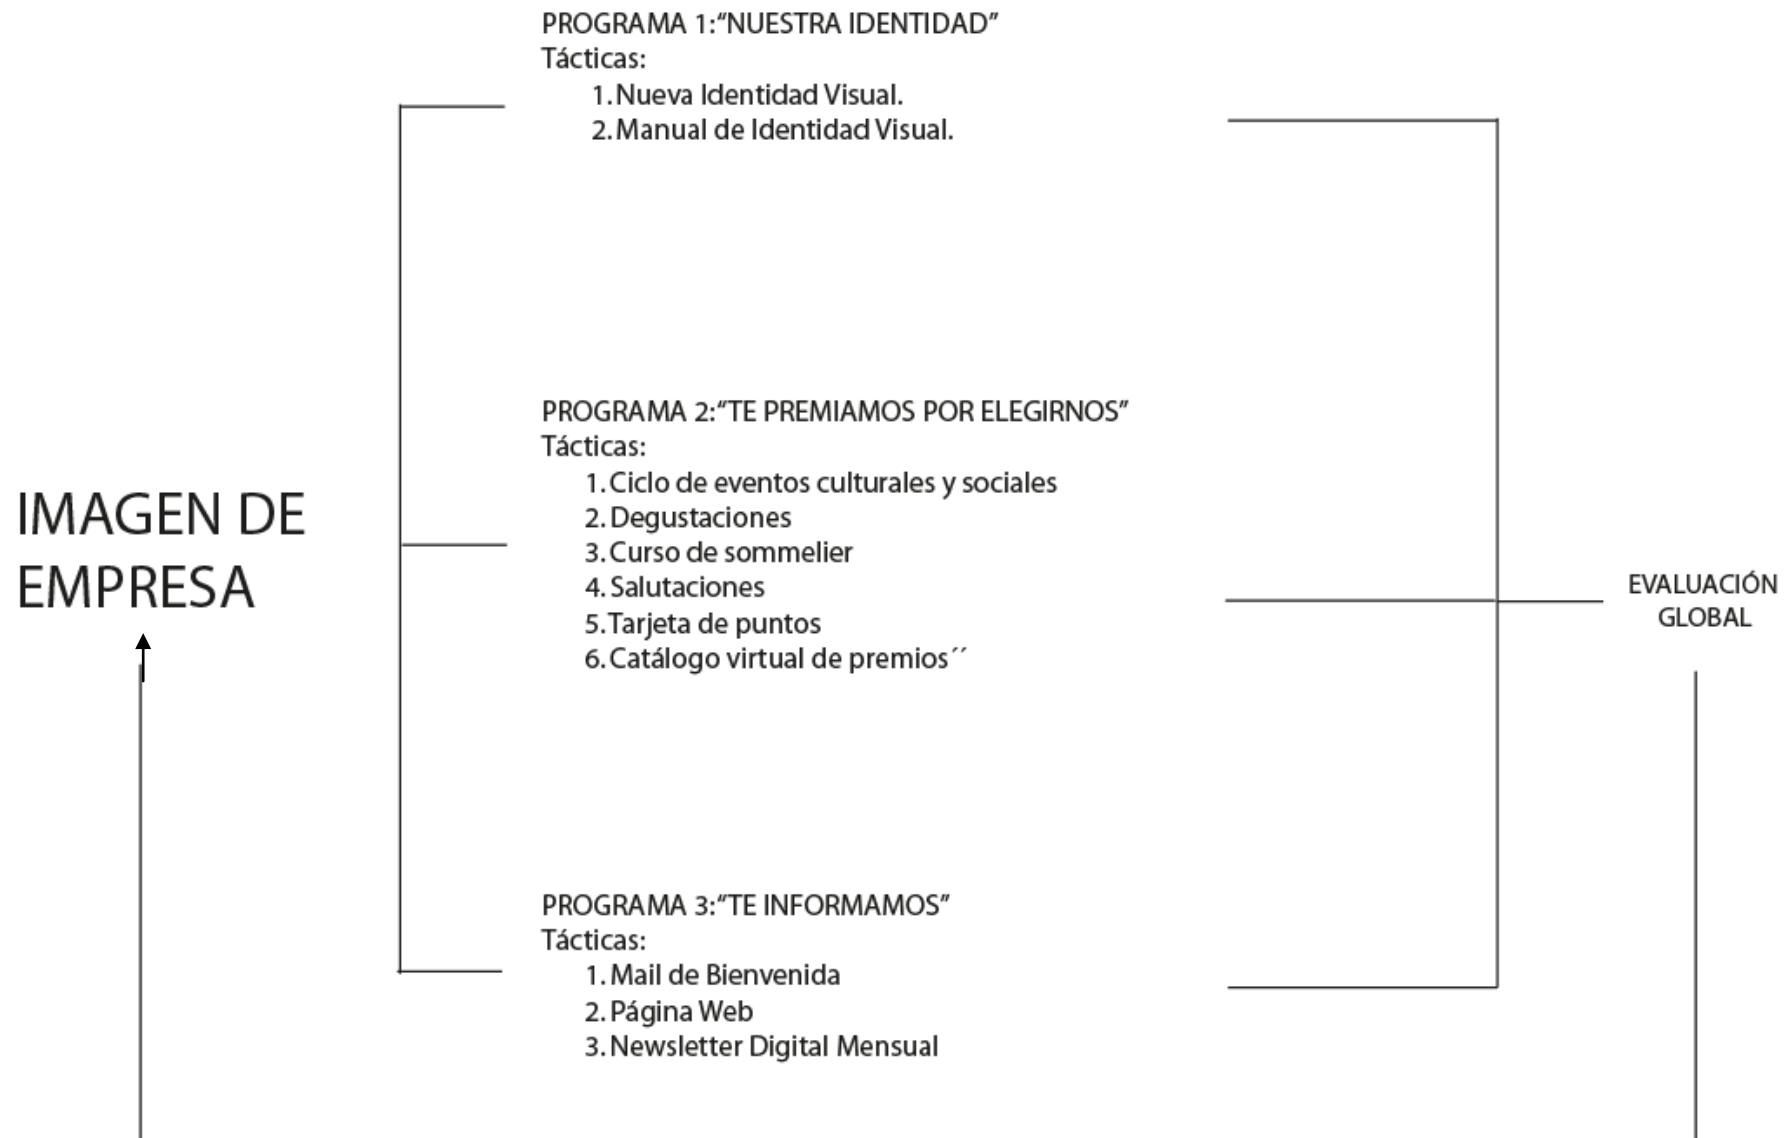 PROGRAMA 1:“NUESTRA IDENTIDAD”
Tácticas:
1. Nueva Identidad Visual.
2. Manual de Identidad Visual.
PROGRAMA 2:“TE PREMIAMOS POR ELEGIRNOS”
Tácticas:
1. Ciclo de eventos culturales y sociales
2. Degustaciones
3. Curso de sommelier
4. Salutaciones
5. Tarjeta de puntos
6. Catálogo virtual de premios´´
IMAGEN DE
EMPRESA
EVALUACIÓN
GLOBAL
PROGRAMA 3:“TE INFORMAMOS”
Tácticas:
1. Mail de Bienvenida
2. Página Web
3. Newsletter Digital Mensual